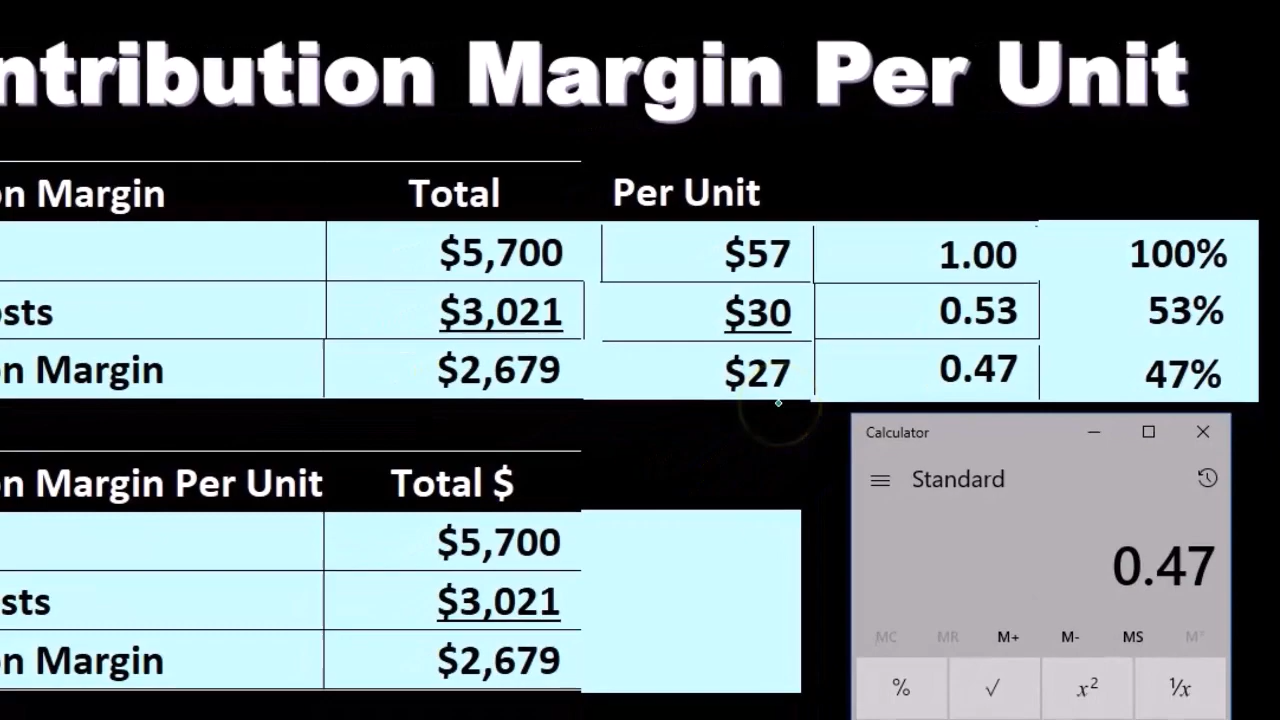 ntribution Margin Per Unit
on Margin Total Per Unit
$5,700 $57 1.00 100%
osts $3,021 $30 0.53 53%
on Margin $2,679 $27 0.47 47%
Calculator
Standard
on Margin Per Unit Total $
$5,700
sts $3,021
on Margin $2,679
0.47
MC MR M+ M- MS M˅
% √ x² ¹/x